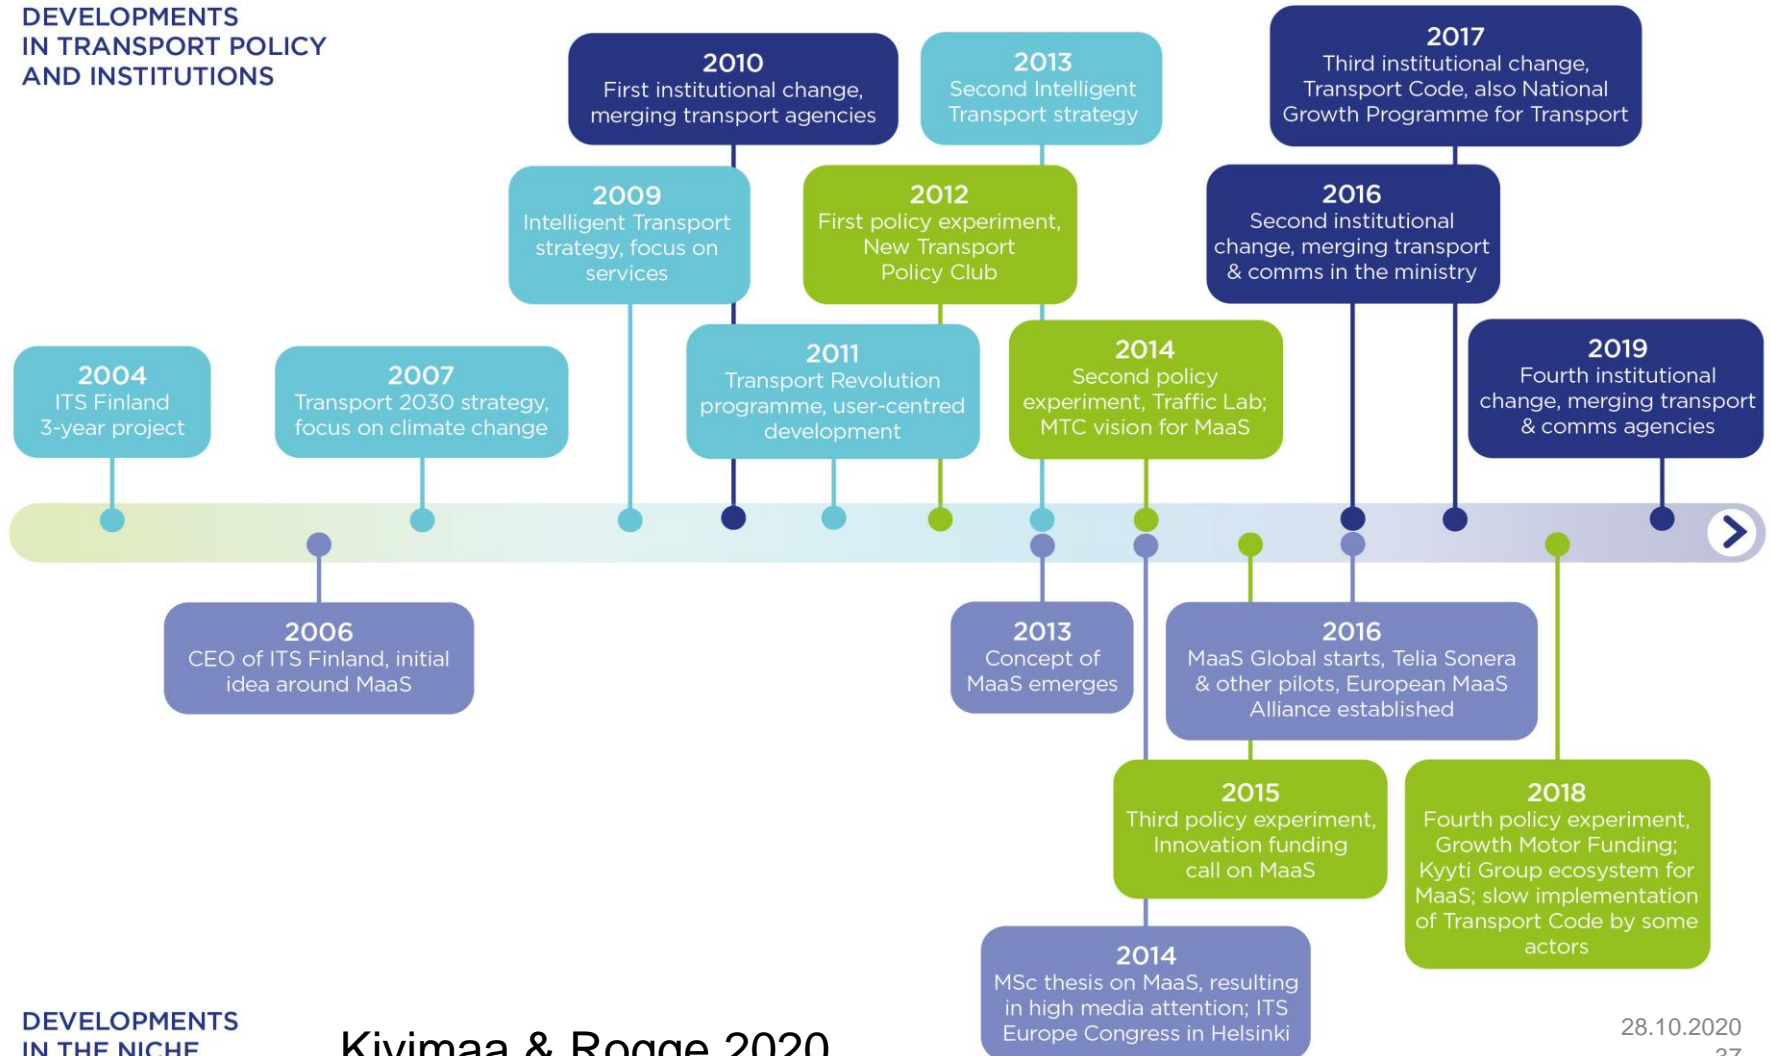 DEVELOPMENTS
IN TRANSPORT POLICY
AND INSTITUTIONS
2004
ITS Finland
3-year project
2007
Transport 2030 strategy,
focus on climate change
2009
Intelligent Transport
strategy, focus on
services
2010
First institutional change,
merging transport agencies
2011
Transport Revolution
programme, user-centred
development
2012
First policy experiment,
New Transport
Policy Club
2013
Second Intelligent
Transport strategy
2014
Second policy
experiment, Traffic Lab;
MTC vision for MaaS
2016
Second institutional
change, merging transport
& comms in the ministry
2017
Third institutional change,
Transport Code, also National
Growth Programme for Transport
2019
Fourth institutional
change, merging transport
& comms agencies
2006
CEO of ITS Finland, initial
idea around MaaS
2013
Concept of
MaaS emerges
2014
MSc thesis on MaaS, resulting
in high media attention; ITS
Europe Congress in Helsinki
2015
Third policy experiment,
Innovation funding
call on MaaS
2016
MaaS Global starts, Telia Sonera
& other pilots, European MaaS
Alliance established
2018
Fourth policy experiment,
Growth Motor Funding;
Kyyti Group ecosystem for
MaaS; slow implementation
of Transport Code by some
actors
DEVELOPMENTS
IN THE NICHE
Kivimaa & Rogge 2020
28.10.2020
37